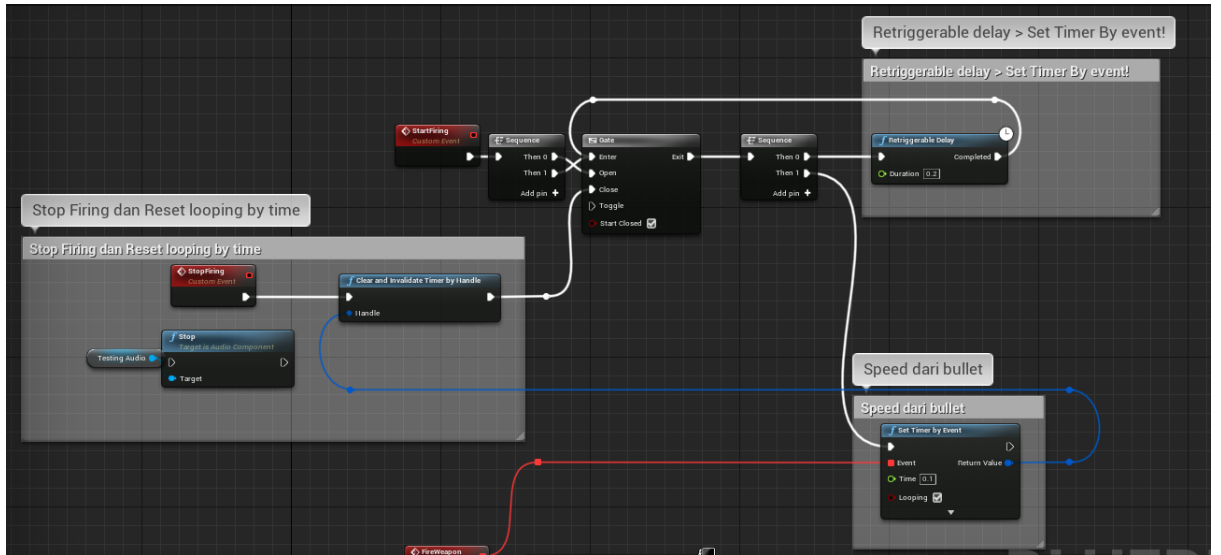 Retriggerable delay > Set Timer By event!
Retriggerable delay > Set Timer By event!
StartFiring
Custom Event
Sequence
Then 0
Then 1
Add pin +
Gate
Enter
Exit
Open
Close
Toggle
Start Closed
Sequence
Then 0
Then 1
Add pin +
Retriggerable Delay
Completed
Duration 0.2
Stop Firing dan Reset looping by time
Stop Firing dan Reset looping by time
StopFiring
Custom Event
Clear and Invalidate Timer by Handle
Handle
Stop
Target is Audio Component
Testing Audio
Target
Speed dari bullet
Speed dari bullet
Set Timer by Event
Event
Return Value
Time 0.1
Looping
FireWeapon